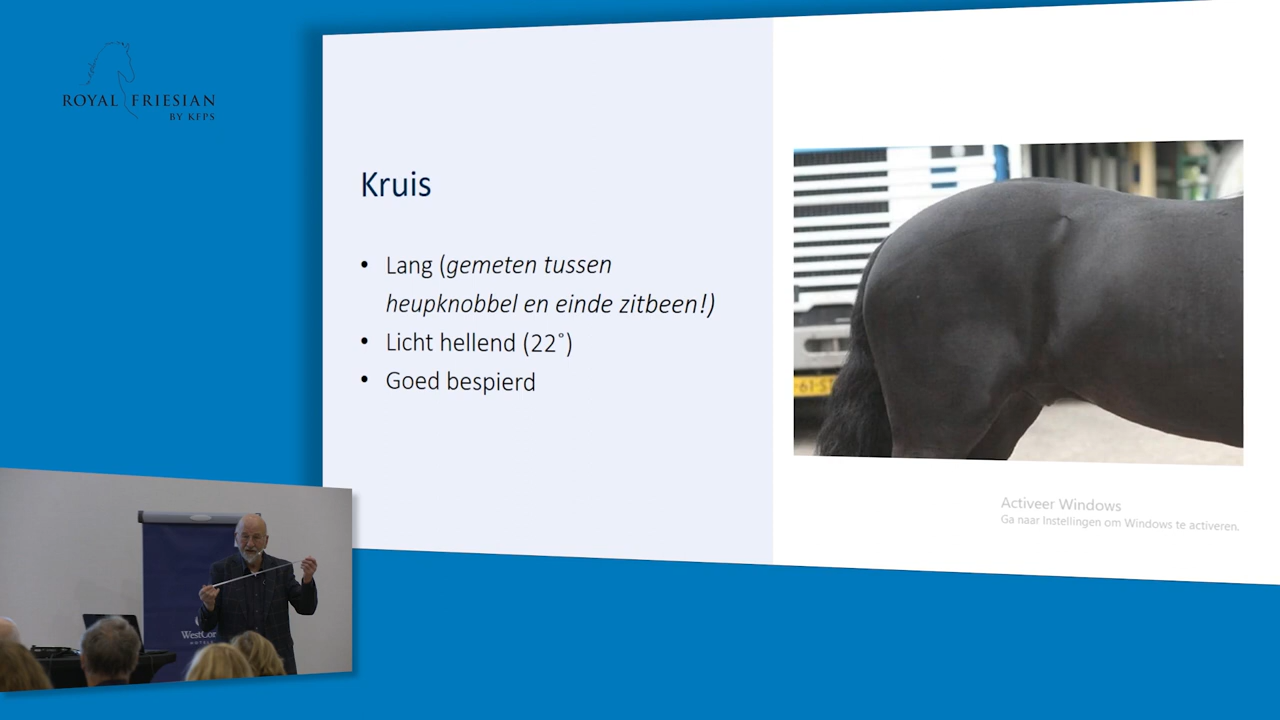 ROYAL FRIESIAN
BY KFPS
Kruis
• Lang (gemeten tussen
heupknobbel en einde zitbeen!)
• Licht hellend (22°)
• Goed bespierd
Activeer Windows
Ga naar Instellingen om Windows te activeren.
HOTELS